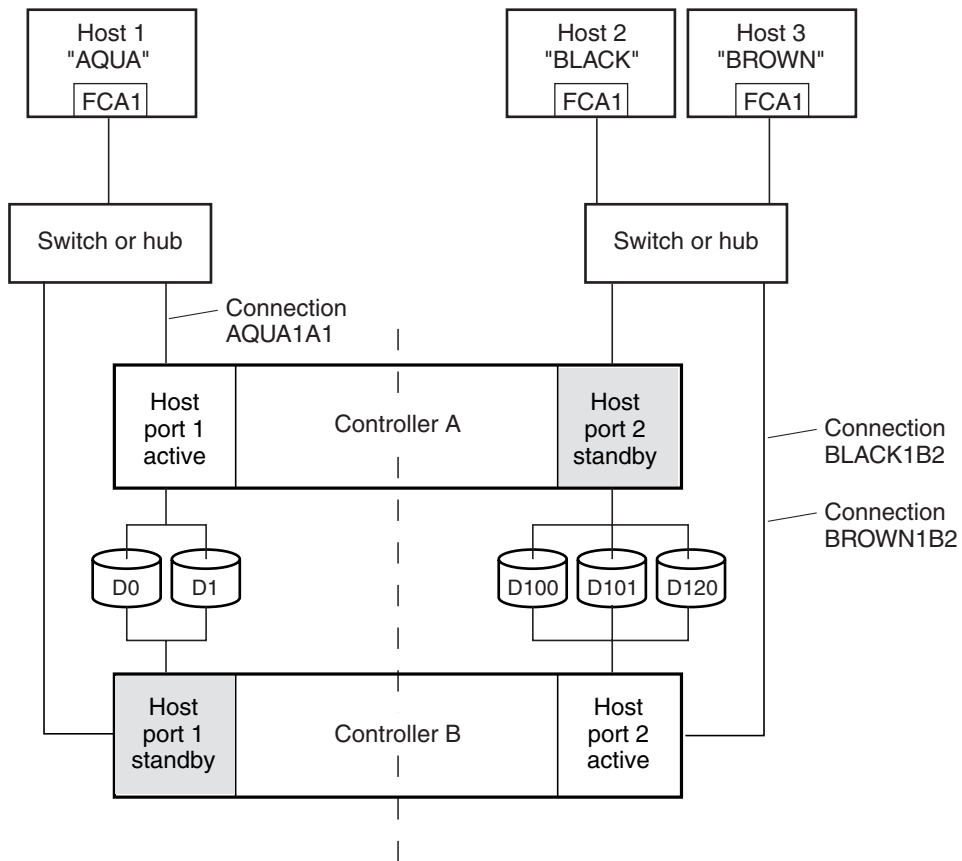 Host 1
"AQUA"
FCA1
Host 2
"BLACK"
FCA1
Host 3
"BROWN"
FCA1
Switch or hub
Switch or hub
Connection
AQUA1A1
Host
port 1
active
Controller A
Host
port 2
standby
Connection
BLACK1B2
Connection
BROWN1B2
D0
D1
D100
D101
D120
Host
port 1
standby
Controller B
Host
port 2
active